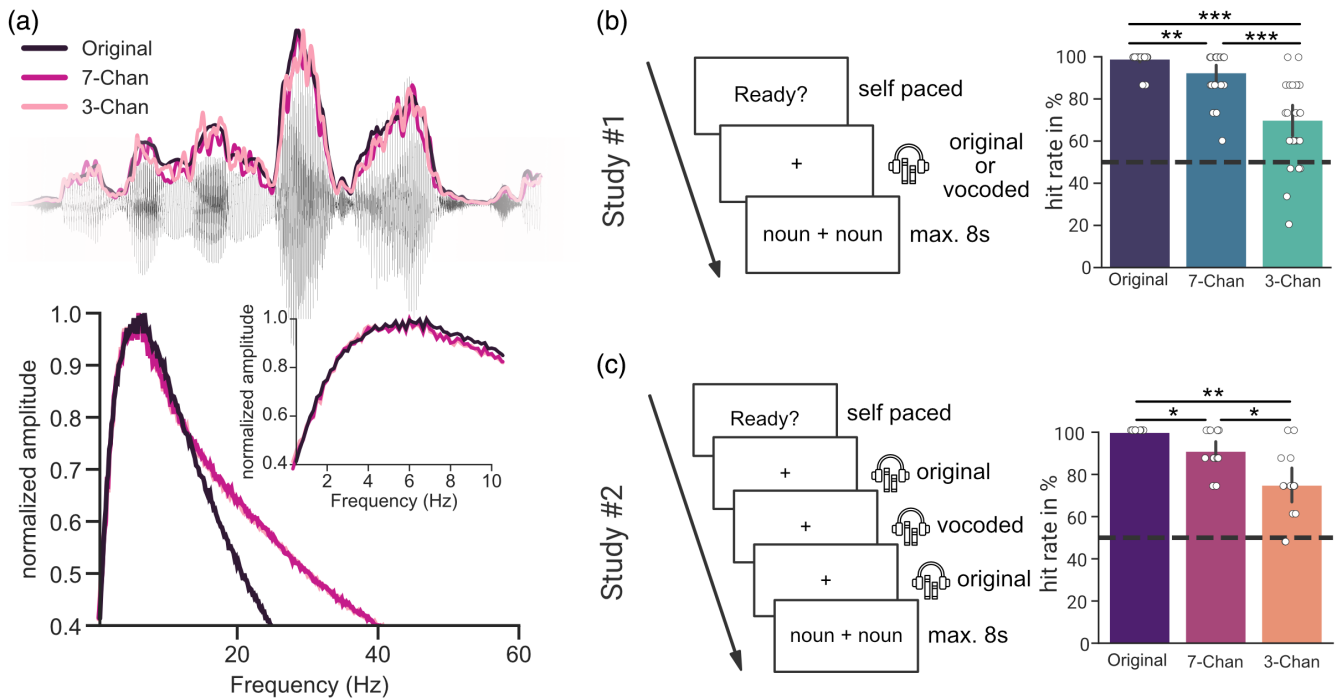 (a)
Original
7-Chan
3-Chan
1.0
0.9
0.8
0.7
0.6
0.5
0.4
normalized amplitude
20
40
60
Frequency (Hz)
1.0
0.8
0.6
0.4
normalized amplitude
2
4
6
8
10
Frequency (Hz)
(b)
Study #1
Ready?
self paced
+
original
or
vocoded
noun + noun
max. 8s
***
**
***
100
80
60
40
20
0
hit rate in %
Original
7-Chan
3-Chan
(c)
Study #2
Ready?
self paced
+
original
+
vocoded
+
original
noun + noun
max. 8s
**
*
*
100
80
60
40
20
0
hit rate in %
Original
7-Chan
3-Chan